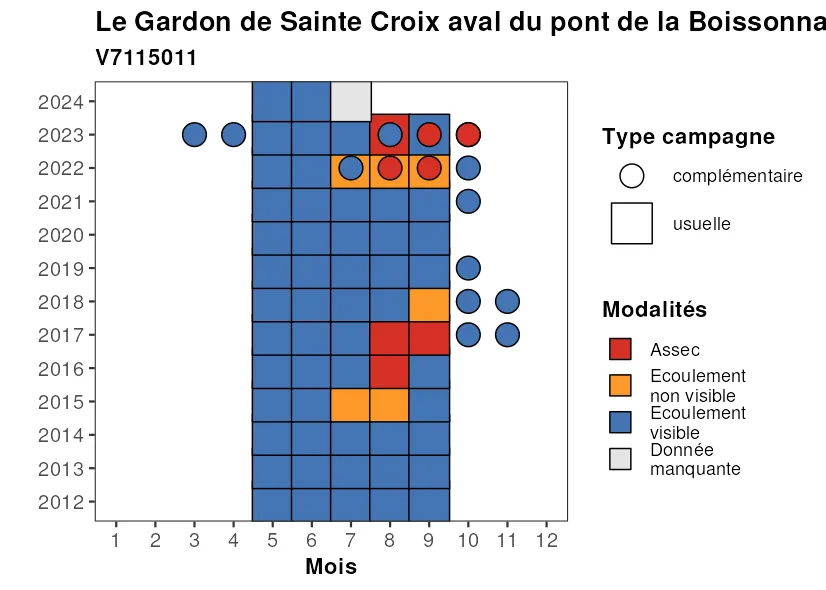 Le Gardon de Sainte Croix aval du pont de la Boissonna
V7115011
2024
2023
2022
2021
2020
2019
2018
2017
2016
2015
2014
2013
2012
1 2 3 4 5 6 7 8 9 10 11 12
Mois
Type campagne
complémentaire
usuelle
Modalités
Assec
Ecoulement
non visible
Ecoulement
visible
Donnée
manquante